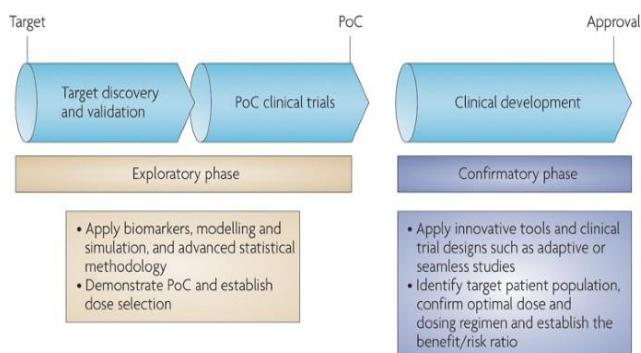 Target
PoC
Approval
Target discovery
and validation
PoC clinical trials
Clinical development
Exploratory phase
Confirmatory phase
• Apply biomarkers, modelling and
simulation, and advanced statistical
methodology
• Demonstrate PoC and establish
dose selection
• Apply innovative tools and clinical
trial designs such as adaptive or
seamless studies
• Identify target patient population,
confirm optimal dose and
dosing regimen and establish the
benefit/risk ratio